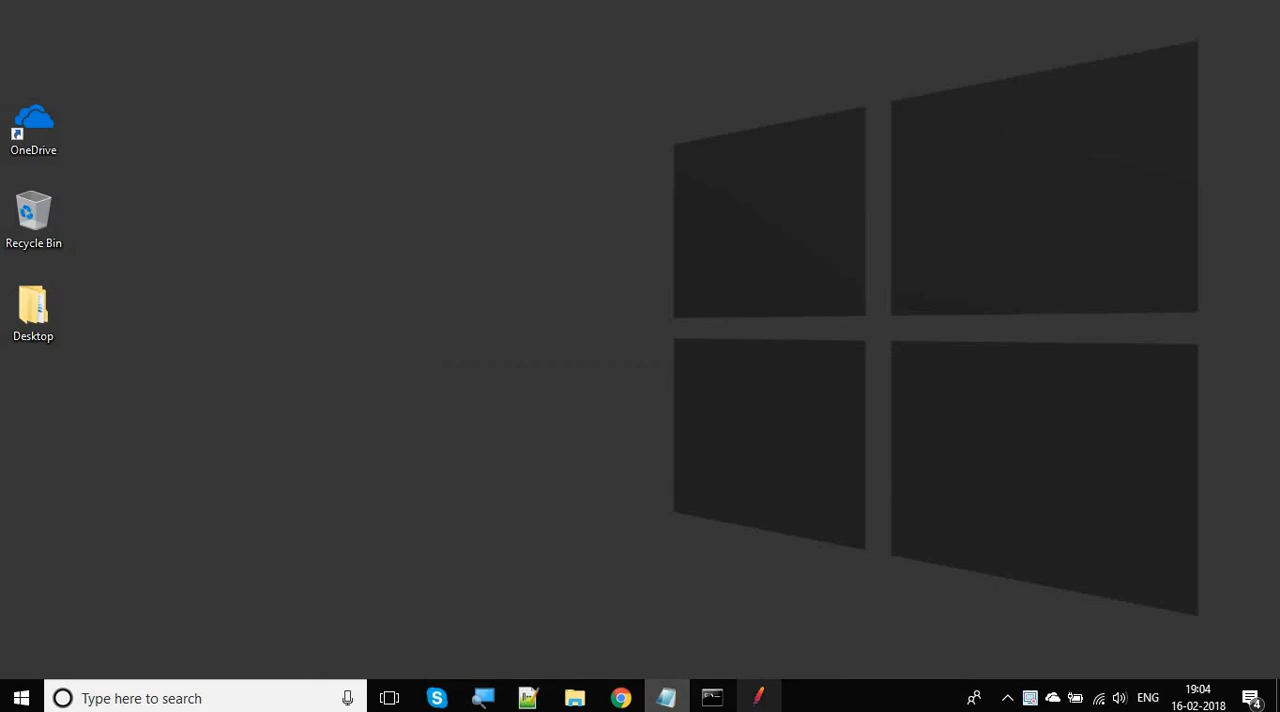 OneDrive
Recycle Bin
Desktop
Type here to search
ENG
19:04
16-02-2018
4